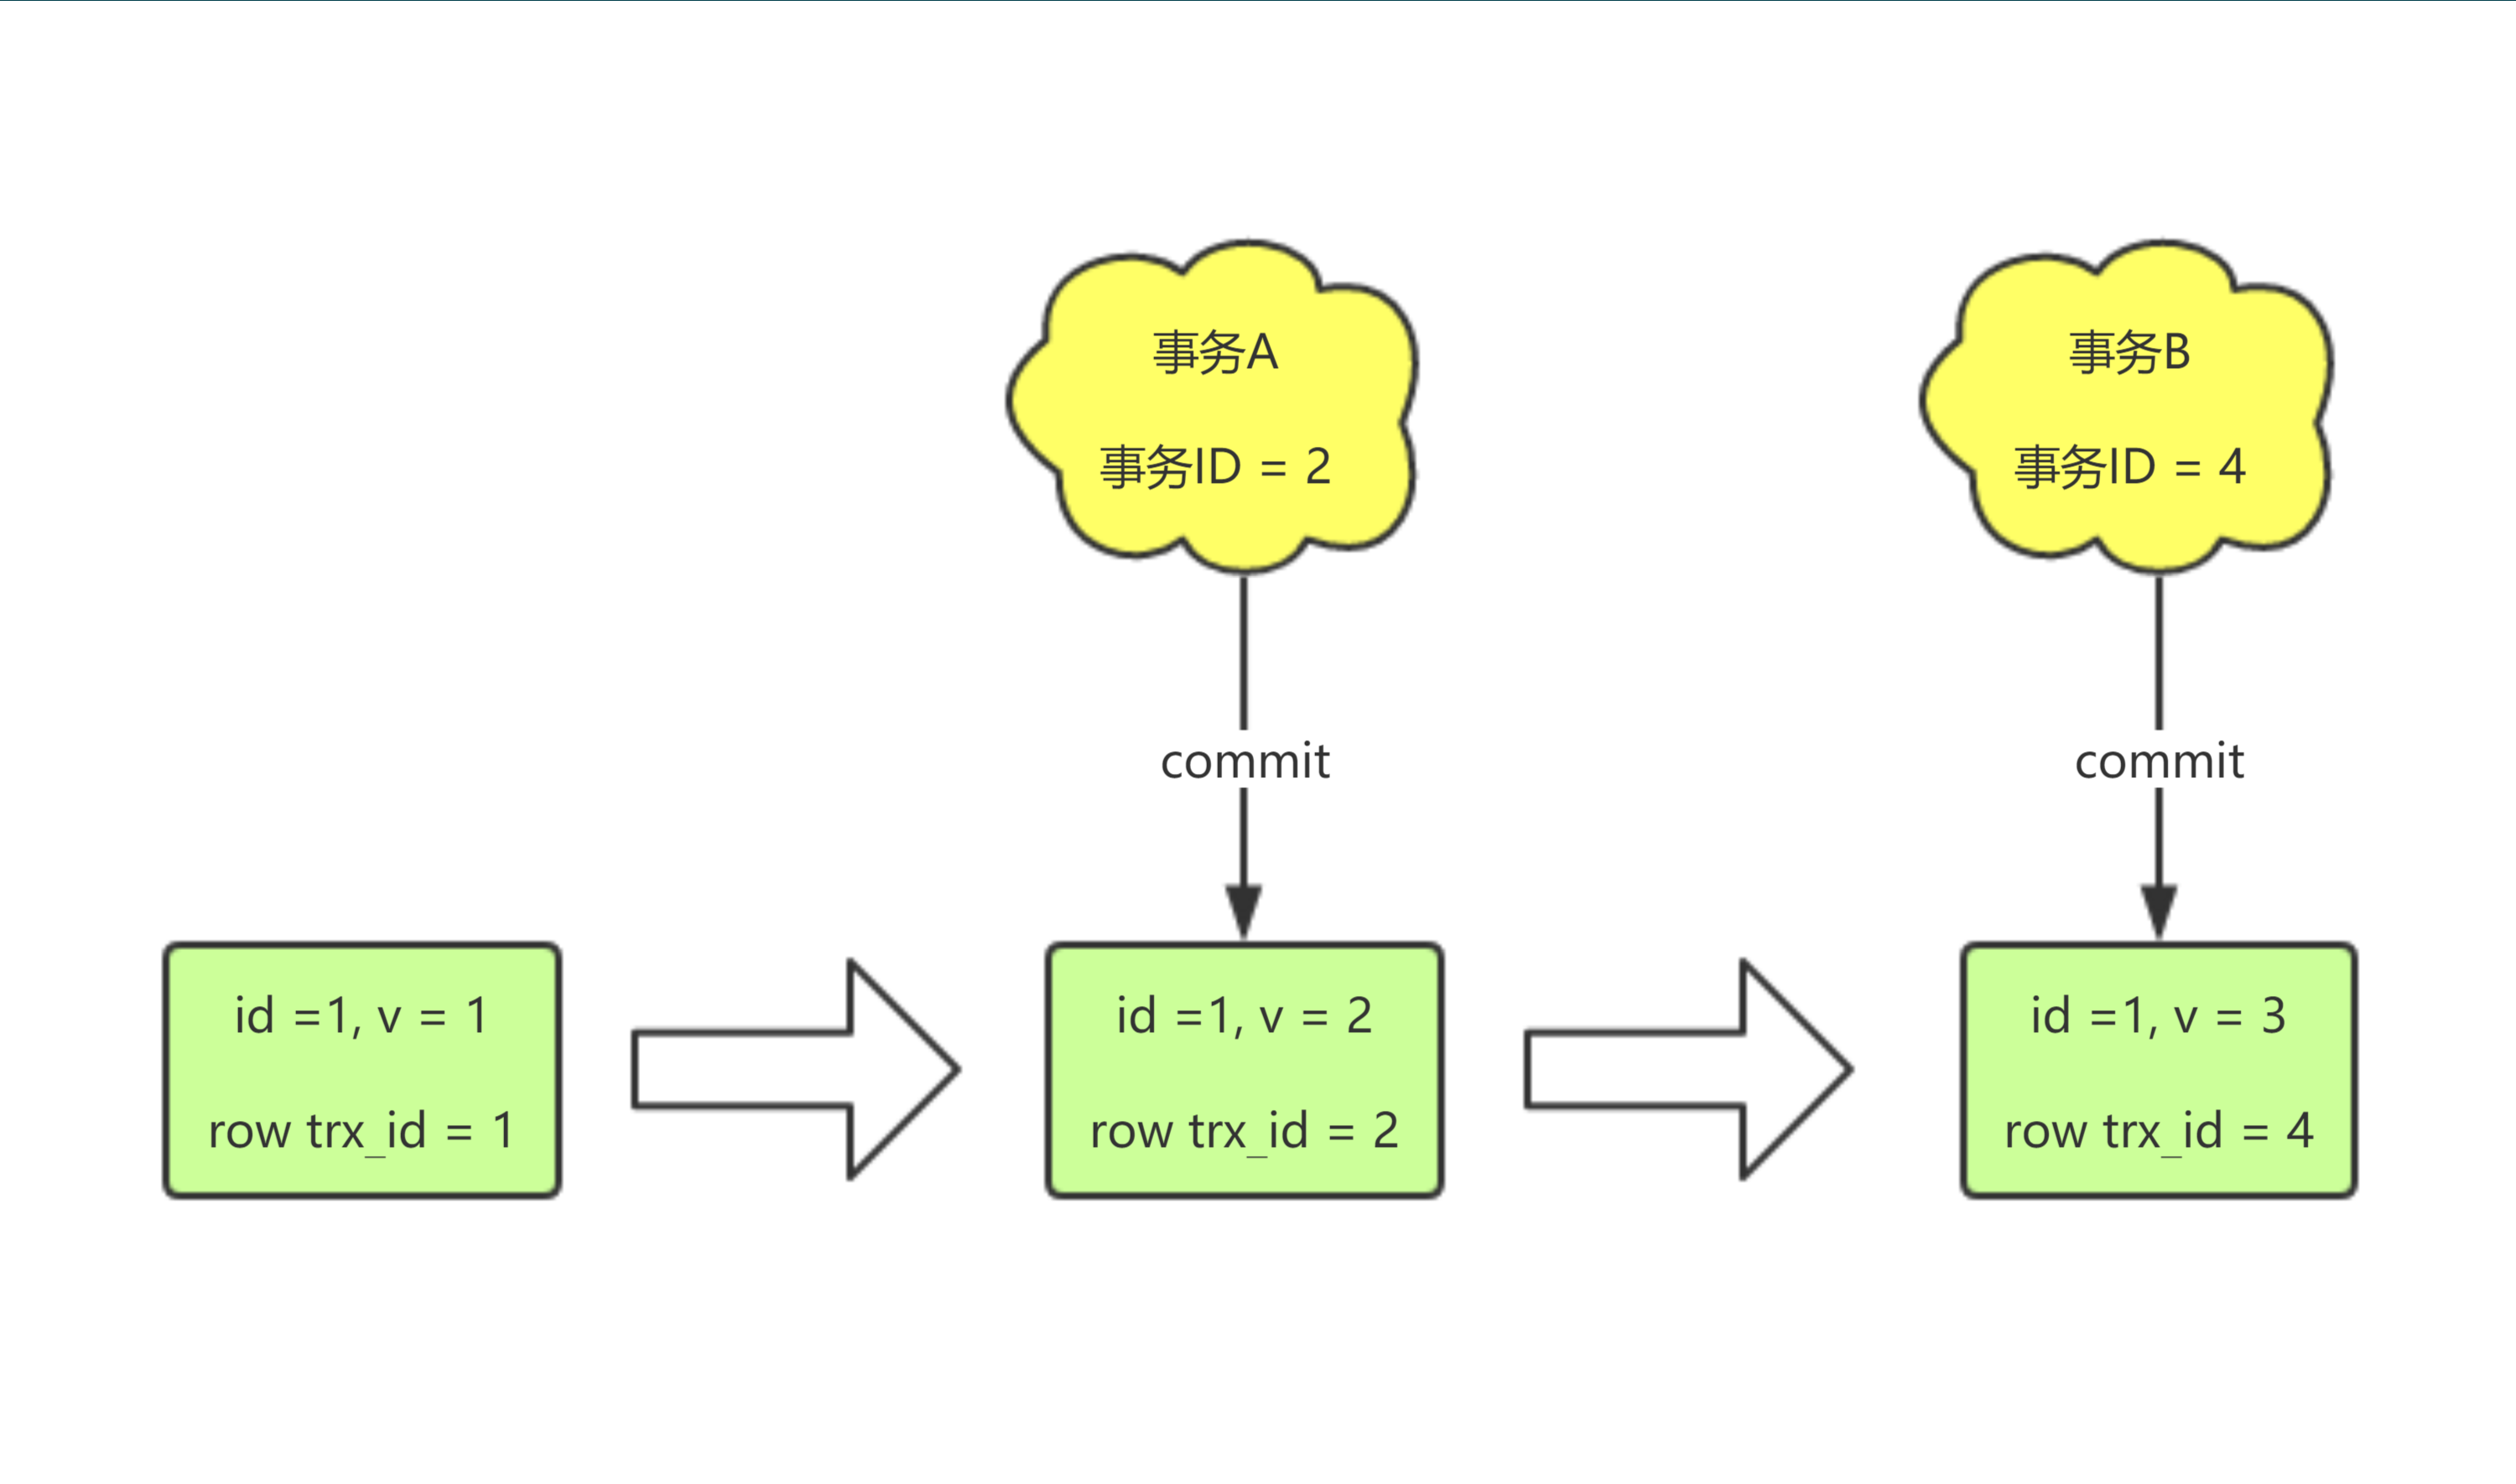 事务A
事务ID = 2
事务B
事务ID = 4
commit
commit
id =1, v = 1
row trx_id = 1
id =1, v = 2
row trx_id = 2
id =1, v = 3
row trx_id = 4